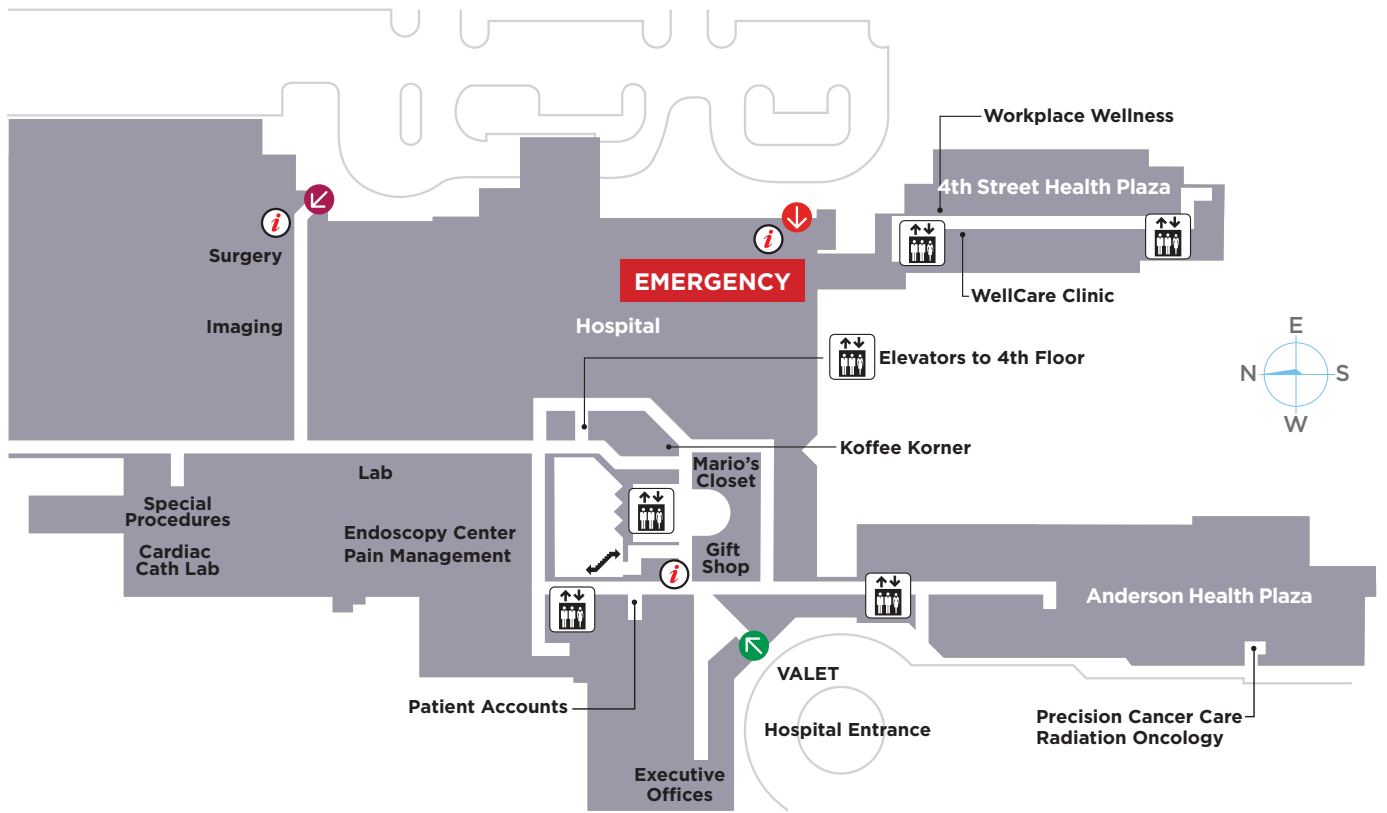 Workplace Wellness
4th Street Health Plaza
i
Surgery
i
EMERGENCY
WellCare Clinic
Imaging
Hospital
E
N
S
W
Elevators to 4th Floor
Koffee Korner
Lab
Mario's
Closet
Special
Procedures
Endoscopy Center
Pain Management
Cardiac
Cath Lab
Gift
Shop
i
Anderson Health Plaza
VALET
Patient Accounts
Hospital Entrance
Precision Cancer Care
Radiation Oncology
Executive
Offices